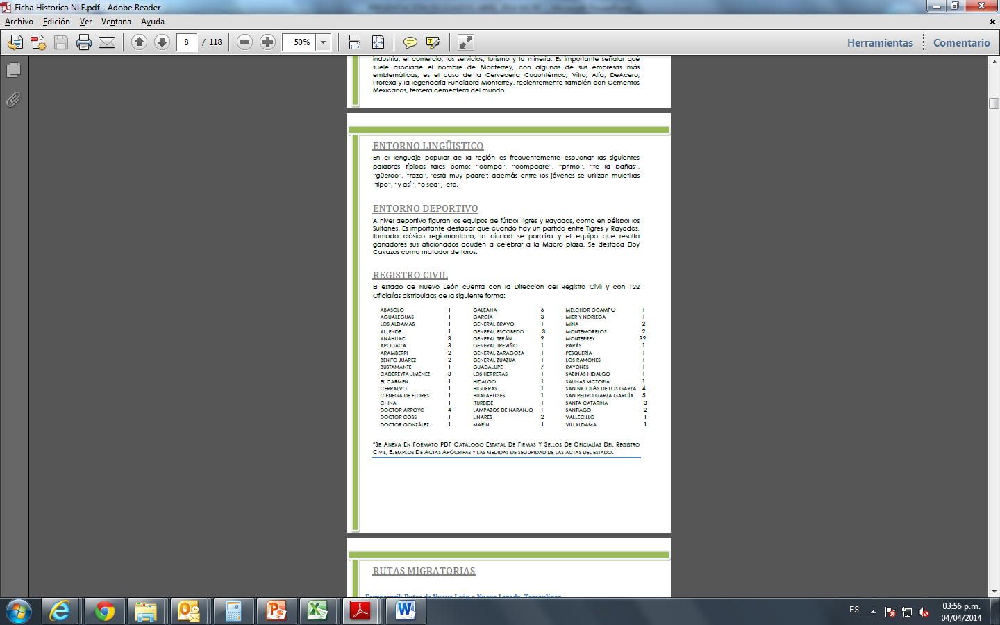 Ficha Historica NLE.pdf - Adobe Reader
Archivo Edición Ver Ventana Ayuda
8 / 118 50% Herramientas Comentario
industria, el comercio, los servicios, turismo y la minería. Es importante señalar que
suele asociarse el nombre de Monterrey, con algunas de sus empresas más
emblemáticas, es el caso de la Cervecería Cuauhtémoc, Vitro, Alfa, DeAcero,
Protexa y la legendaria Fundidora Monterrey, recientemente también con Cementos
Mexicanos, tercera cementera del mundo.
ENTORNO LINGÜISTICO
En el lenguaje popular de la región es frecuentemente escuchar las siguientes
palabras típicas tales como: "compa", "compadre", "primo", "te la bañas",
"güerco", "raza", "está muy padre"; además entre los jóvenes se utilizan muletillas
"tipo", "y así", "o sea", etc.
ENTORNO DEPORTIVO
A nivel deportivo figuran los equipos de fútbol Tigres y Rayados, como en béisbol los
Sultanes. Es importante destacar que cuando hay un partido entre Tigres y Rayados,
llamado clásico regiomontano, la ciudad se paraliza y el equipo que resulta
ganadores sus aficionados acuden a celebrar a la Macro plaza. Se destaca Eloy
Cavazos como matador de toros.
REGISTRO CIVIL
El estado de Nuevo León cuenta con la Direccion del Registro Civil y con 122
Oficialías distribuidas de la siguiente forma:
ABASOLO 1 GALEANA 6 MELCHOR OCAMPO 1
AGUALEGUAS 1 GARCÍA 3 MIER Y NORIEGA 1
LOS ALDAMAS 1 GENERAL BRAVO 1 MINA 2
ALLENDE 1 GENERAL ESCOBEDO 3 MONTEMORELOS 2
ANÁHUAC 3 GENERAL TERÁN 2 MONTERREY 32
APODACA 3 GENERAL TREVIÑO 1 PARÁS 1
ARAMBERRI 2 GENERAL ZARAGOZA 1 PESQUERÍA 1
BENITO JUÁREZ 2 GENERAL ZUAZUA 1 LOS RAMONES 1
BUSTAMANTE 1 GUADALUPE 7 RAYONES 1
CADEREYTA JIMÉNEZ 3 LOS HERRERAS 1 SABINAS HIDALGO 1
EL CARMEN 1 HIDALGO 1 SALINAS VICTORIA 1
CERRALVO 1 HIGUERAS 1 SAN NICOLÁS DE LOS GARZA 4
CIÉNEGA DE FLORES 1 HUALAHUISES 1 SAN PEDRO GARZA GARCÍA 5
CHINA 1 ITURBIDE 1 SANTA CATARINA 3
DOCTOR ARROYO 4 LAMPAZOS DE NARANJO 1 SANTIAGO 2
DOCTOR COSS 1 LINARES 2 VALLECILLO 1
DOCTOR GONZÁLEZ 1 MARÍN 1 VILLALDAMA 1
*SE ANEXA EN FORMATO PDF CATALOGO ESTATAL DE FIRMAS Y SELLOS DE OFICIALÍAS DEL REGISTRO
CIVIL, EJEMPLOS DE ACTAS APÓCRIFAS Y LAS MEDIDAS DE SEGURIDAD DE LAS ACTAS DEL ESTADO.
RUTAS MIGRATORIAS
Ferrocarril: Rutas de Nuevo León a Nuevo Laredo, Tamaulipas
ES 03:56 p.m.
04/04/2014